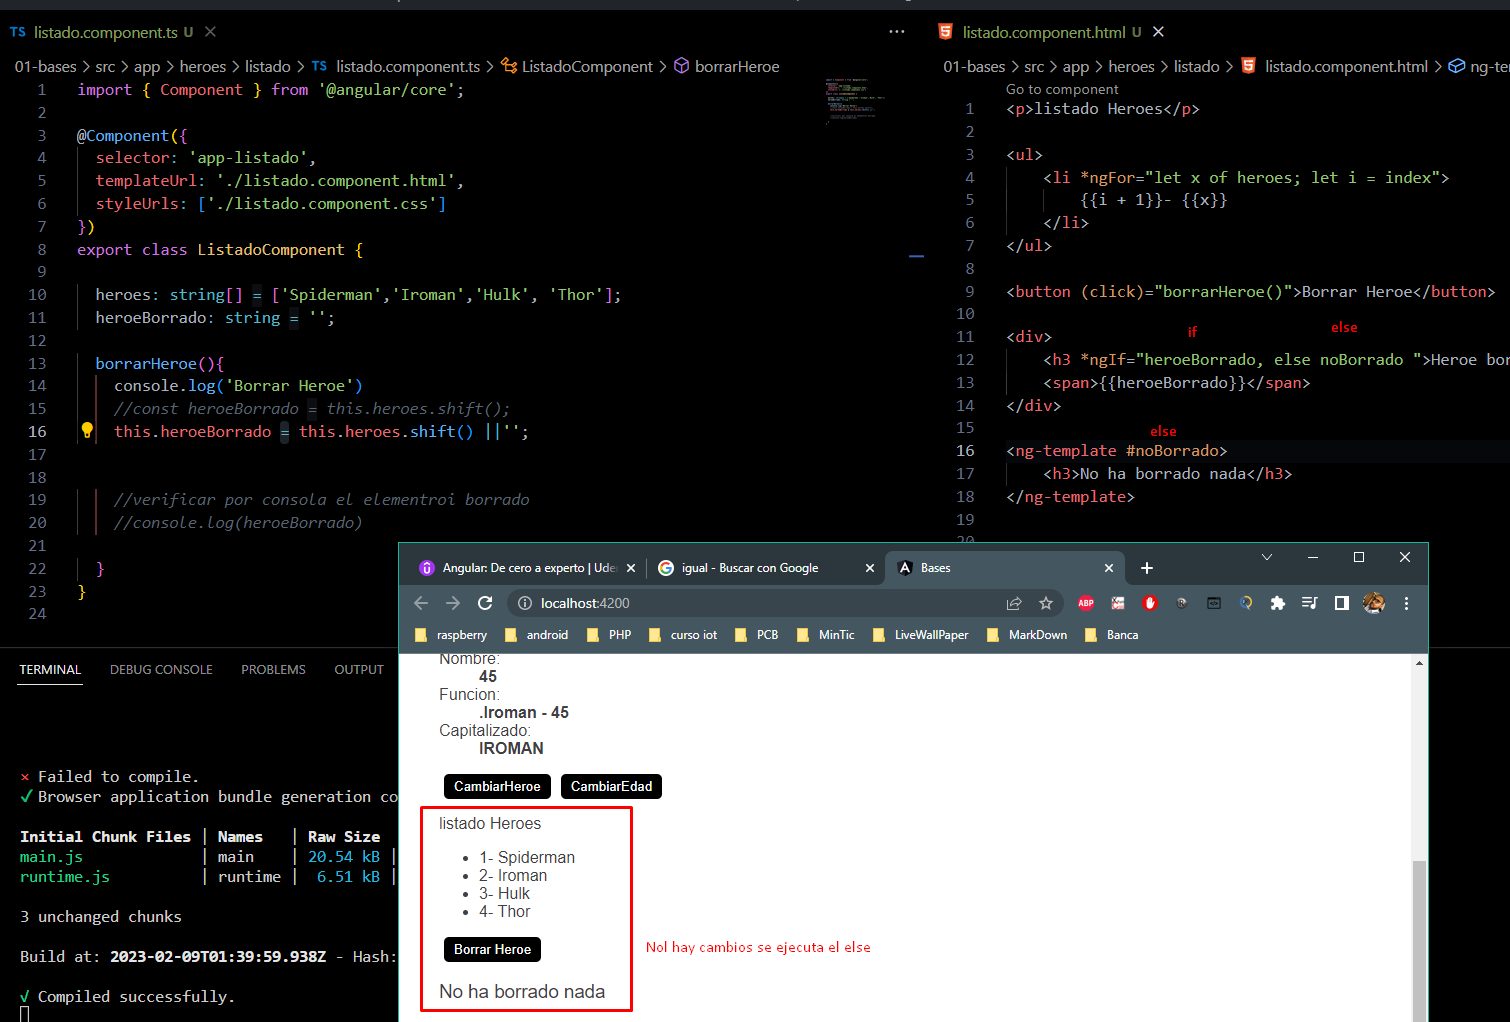 TS listado.component.ts U
01-bases > src > app > heroes > listado > TS listado.component.ts > ListadoComponent > borrarHeroe
1 import { Component } from '@angular/core';
2
3 @Component({
4 selector: 'app-listado',
5 templateUrl: './listado.component.html',
6 styleUrls: ['./listado.component.css']
7 })
8 export class ListadoComponent {
9
10 heroes: string[] = ['Spiderman','Iroman','Hulk', 'Thor'];
11 heroeBorrado: string = '';
12
13 borrarHeroe(){
14 console.log('Borrar Heroe')
15 //const heroeBorrado = this.heroes.shift();
16 this.heroeBorrado = this.heroes.shift() ||'';
17
18
19 //verificar por consola el elementroi borrado
20 //console.log(heroeBorrado)
21
22 }
23 }
24
listado.component.html U
01-bases > src > app > heroes > listado > listado.component.html > ng-te
Go to component
1 <p>listado Heroes</p>
2
3 <ul>
4 <li *ngFor="let x of heroes; let i = index">
5 {{i + 1}}- {{x}}
6 </li>
7 </ul>
8
9 <button (click)="borrarHeroe()">Borrar Heroe</button>
10
if else
11 <div>
12 <h3 *ngIf="heroeBorrado, else noBorrado ">Heroe bor
13 <span>{{heroeBorrado}}</span>
14 </div>
15
else
16 <ng-template #noBorrado>
17 <h3>No ha borrado nada</h3>
18 </ng-template>
19
20
TERMINAL DEBUG CONSOLE PROBLEMS OUTPUT
× Failed to compile.
✓ Browser application bundle generation co
Initial Chunk Files | Names | Raw Size
main.js | main | 20.54 kB |
runtime.js | runtime | 6.51 kB |
3 unchanged chunks
Build at: 2023-02-09T01:39:59.938Z - Hash:
√ Compiled successfully.
Angular: De cero a experto | Uder
igual - Buscar con Google
Bases
localhost:4200
ABP
raspberry android PHP curso iot PCB MinTic LiveWallPaper MarkDown Banca
Nombre:
45
Funcion:
.Iroman - 45
Capitalizado:
IROMAN
CambiarHeroe CambiarEdad
listado Heroes
1- Spiderman
2- Iroman
3- Hulk
4- Thor
Borrar Heroe
Nol hay cambios se ejecuta el else
No ha borrado nada